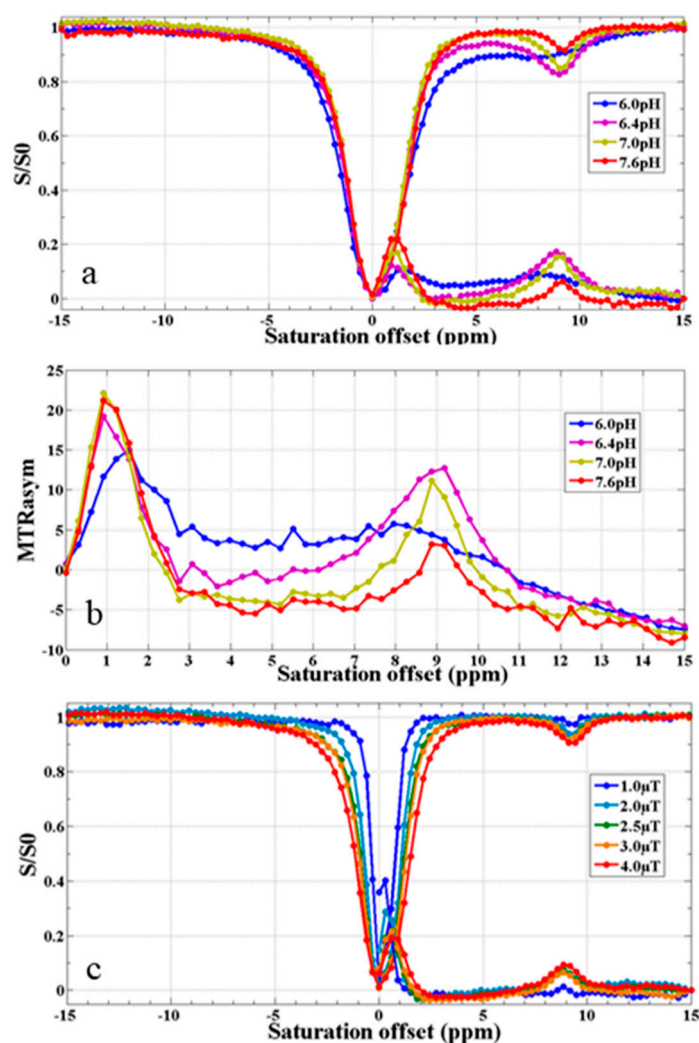 1
0.8
0.6
0.4
0.2
0
S/S0
6.0pH
6.4pH
7.0pH
7.6pH
a
-15 -10 -5 0 5 10 15
Saturation offset (ppm)
25
20
15
10
5
0
-5
-10
MTRasym
6.0pH
6.4pH
7.0pH
7.6pH
b
0 1 2 3 4 5 6 7 8 9 10 11 12 13 14 15
Saturation offset (ppm)
1
0.8
0.6
0.4
0.2
0
S/S0
1.0µT
2.0µT
2.5µT
3.0µT
4.0µT
c
-15 -10 -5 0 5 10 15
Saturation offset (ppm)